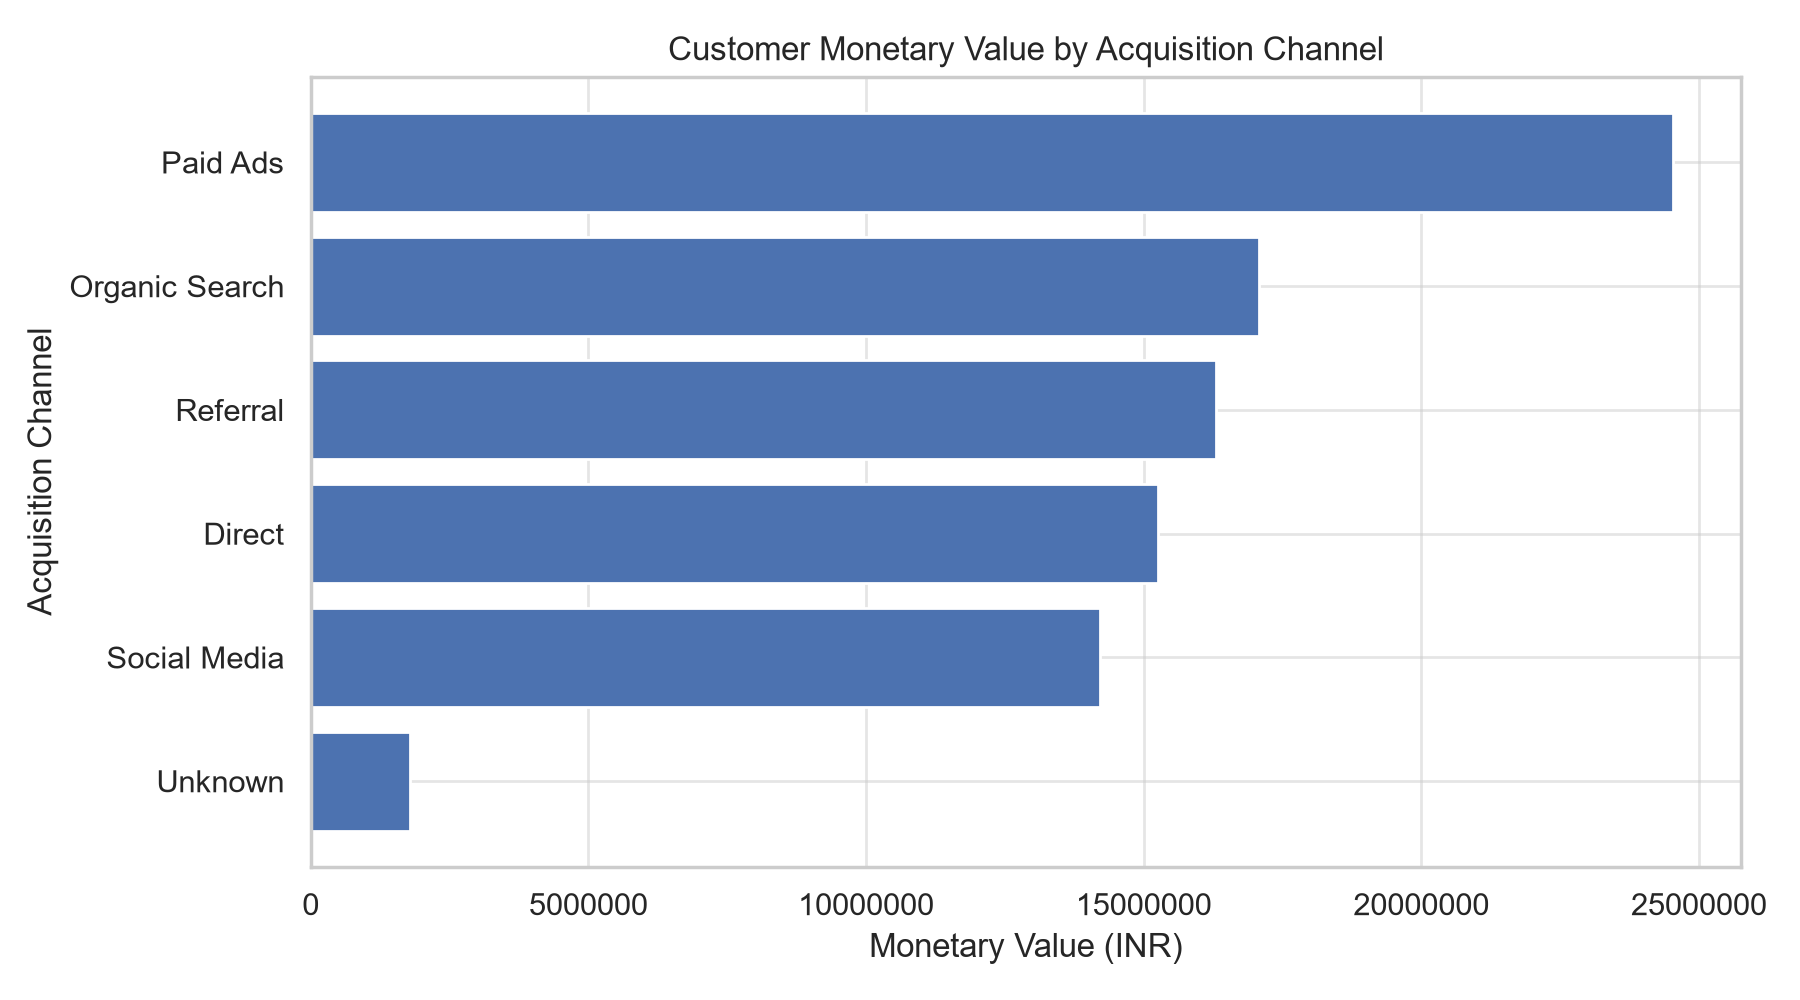 Customer Monetary Value by Acquisition Channel
Acquisition Channel
Paid Ads
Organic Search
Referral
Direct
Social Media
Unknown
0 5000000 10000000 15000000 20000000 25000000
Monetary Value (INR)